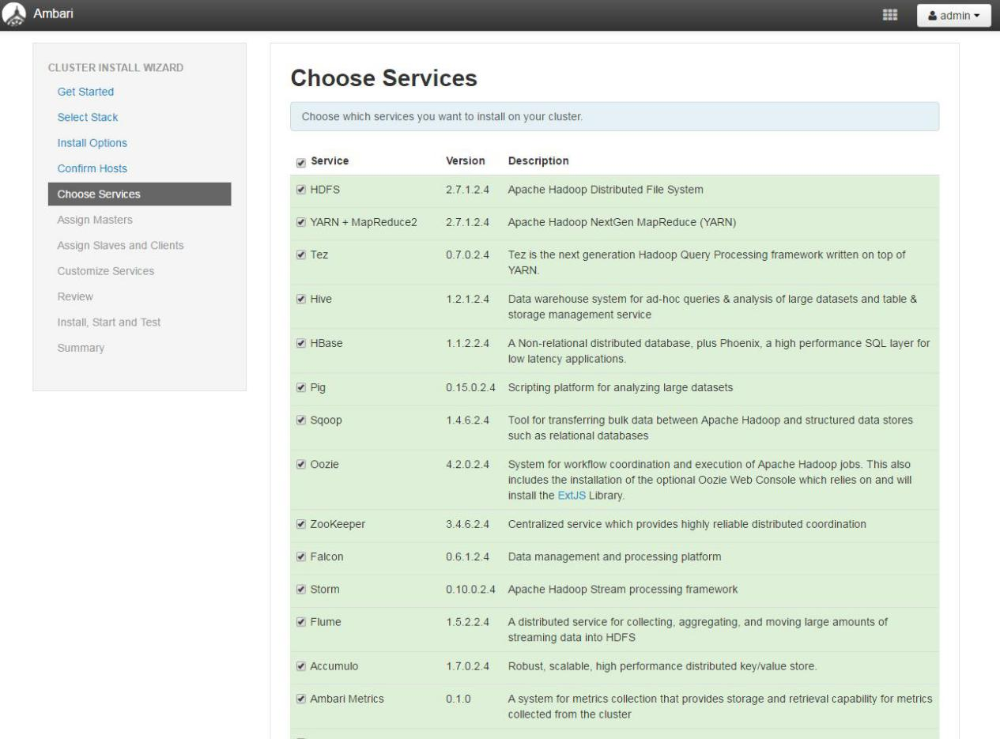 Ambari
admin
CLUSTER INSTALL WIZARD
Get Started
Select Stack
Install Options
Confirm Hosts
Choose Services
Assign Masters
Assign Slaves and Clients
Customize Services
Review
Install, Start and Test
Summary
Choose Services
Choose which services you want to install on your cluster.
Service Version Description
HDFS 2.7.1.2.4 Apache Hadoop Distributed File System
YARN + MapReduce2 2.7.1.2.4 Apache Hadoop NextGen MapReduce (YARN)
Tez 0.7.0.2.4 Tez is the next generation Hadoop Query Processing framework written on top of
YARN.
Hive 1.2.1.2.4 Data warehouse system for ad-hoc queries & analysis of large datasets and table &
storage management service
HBase 1.1.2.2.4 A Non-relational distributed database, plus Phoenix, a high performance SQL layer for
low latency applications.
Pig 0.15.0.2.4 Scripting platform for analyzing large datasets
Sqoop 1.4.6.2.4 Tool for transferring bulk data between Apache Hadoop and structured data stores
such as relational databases
Oozie 4.2.0.2.4 System for workflow coordination and execution of Apache Hadoop jobs. This also
includes the installation of the optional Oozie Web Console which relies on and will
install the ExtJS Library.
ZooKeeper 3.4.6.2.4 Centralized service which provides highly reliable distributed coordination
Falcon 0.6.1.2.4 Data management and processing platform
Storm 0.10.0.2.4 Apache Hadoop Stream processing framework
Flume 1.5.2.2.4 A distributed service for collecting, aggregating, and moving large amounts of
streaming data into HDFS
Accumulo 1.7.0.2.4 Robust, scalable, high performance distributed key/value store.
Ambari Metrics 0.1.0 A system for metrics collection that provides storage and retrieval capability for metrics
collected from the cluster